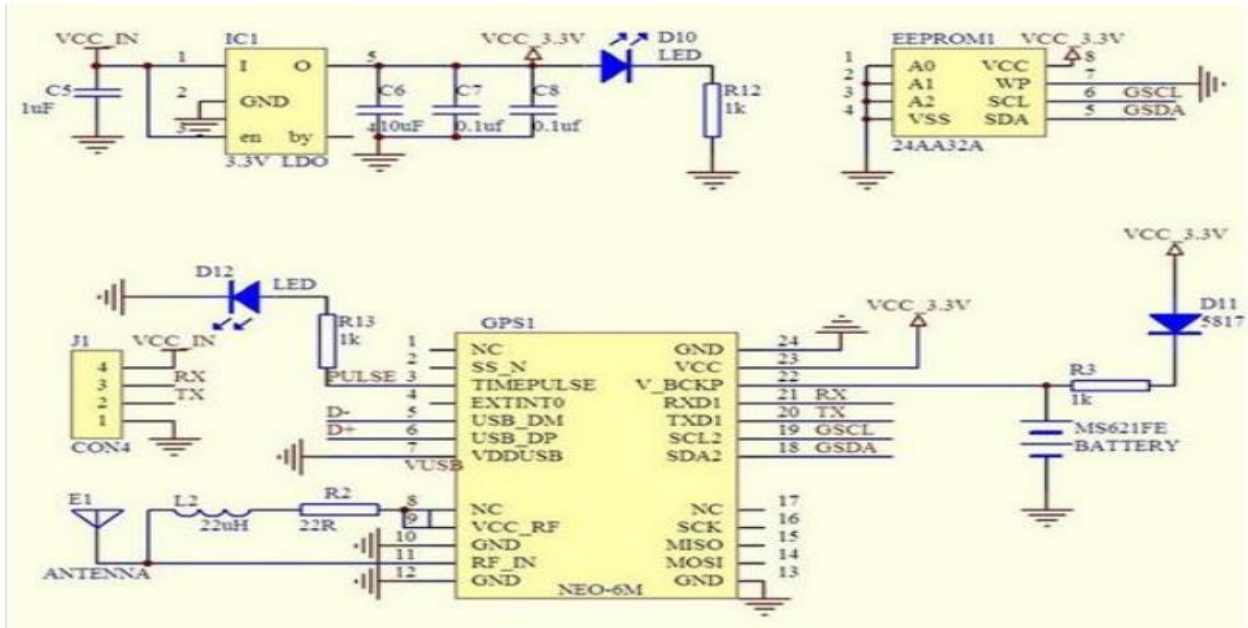 VCC_IN
IC1
1 I O 5
2 GND
3 en by 4
3.3V LDO
C5
1uF
C6
10uF
C7
0.1uf
C8
0.1uf
VCC_3.3V
D10
LED
R12
1k
EEPROM1
VCC_3.3V
1 A0 VCC 8
2 A1 WP 7
3 A2 SCL 6 GSCL
4 VSS SDA 5 GSDA
24AA32A
D12
LED
R13
1k
J1
VCC_IN
4
3 RX
2 TX
1
CON4
GPS1
1 NC GND 24
2 SS_N VCC 23
PULSE 3 TIMEPULSE V_BCKP 22
4 EXTINT0 RXD1 21 RX
D- 5 USB_DM TXD1 20 TX
D+ 6 USB_DP SCL2 19 GSCL
7 VDDUSB SDA2 18 GSDA
VUSB
8 NC NC 17
9 VCC_RF SCK 16
10 GND MISO 15
11 RF_IN MOSI 14
12 GND GND 13
NEO-6M
VCC_3.3V
VCC_3.3V
D11
5817
R3
1k
MS621FE
BATTERY
E1
ANTENNA
L2
22uH
R2
22R